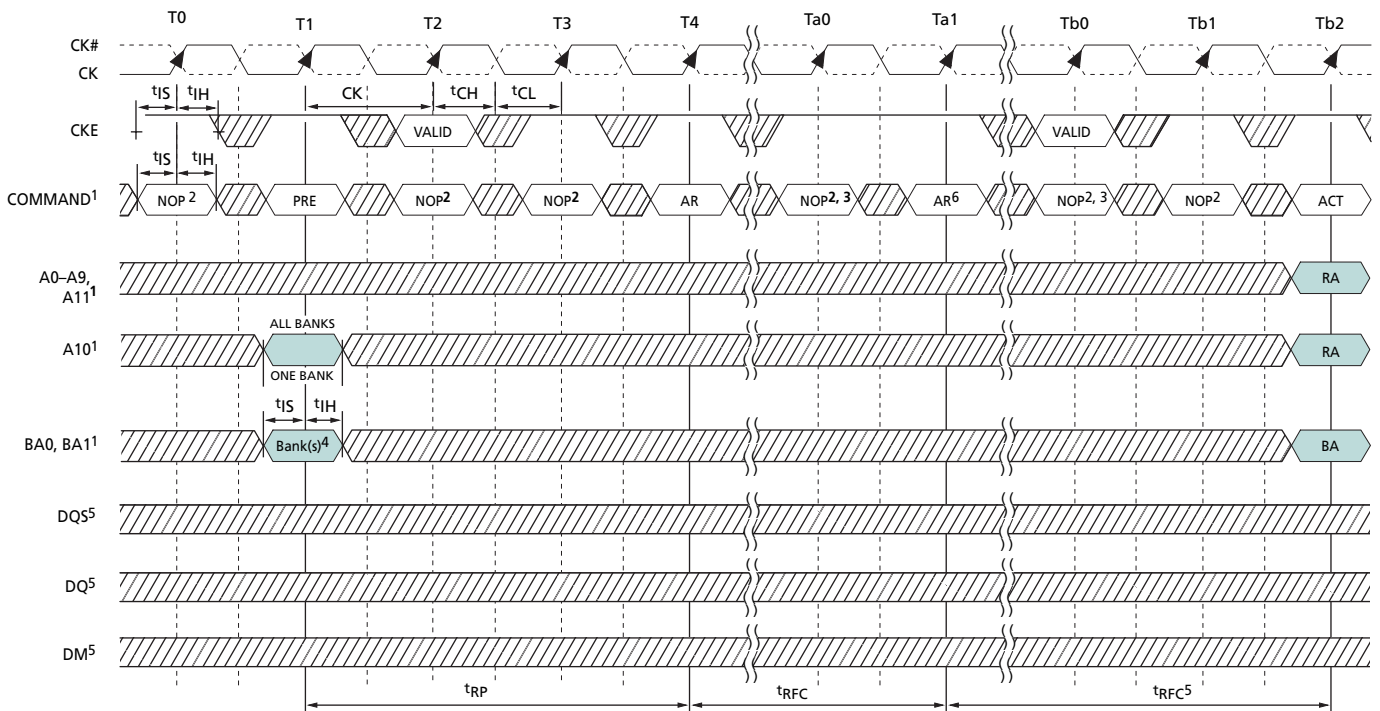 T0 T1 T2 T3 T4 Ta0 Ta1 Tb0 Tb1 Tb2
CK#
CK
tIS tIH CK tCH tCL
CKE VALID VALID
tIS tIH
COMMAND1 NOP2 PRE NOP2 NOP2 AR NOP2, 3 AR6 NOP2, 3 NOP2 ACT
A0–A9,
A111 RA
ALL BANKS
A101 RA
ONE BANK
tIS tIH
BA0, BA11 Bank(s)4 BA
DQS5
DQ5
DM5
tRP tRFC tRFC5